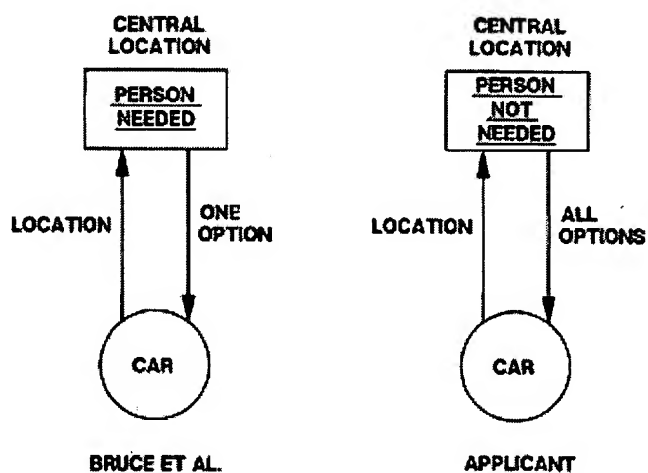 CENTRAL
LOCATION
PERSON
NEEDED
LOCATION
ONE
OPTION
CAR
BRUCE ET AL.
CENTRAL
LOCATION
PERSON
NOT
NEEDED
LOCATION
ALL
OPTIONS
CAR
APPLICANT